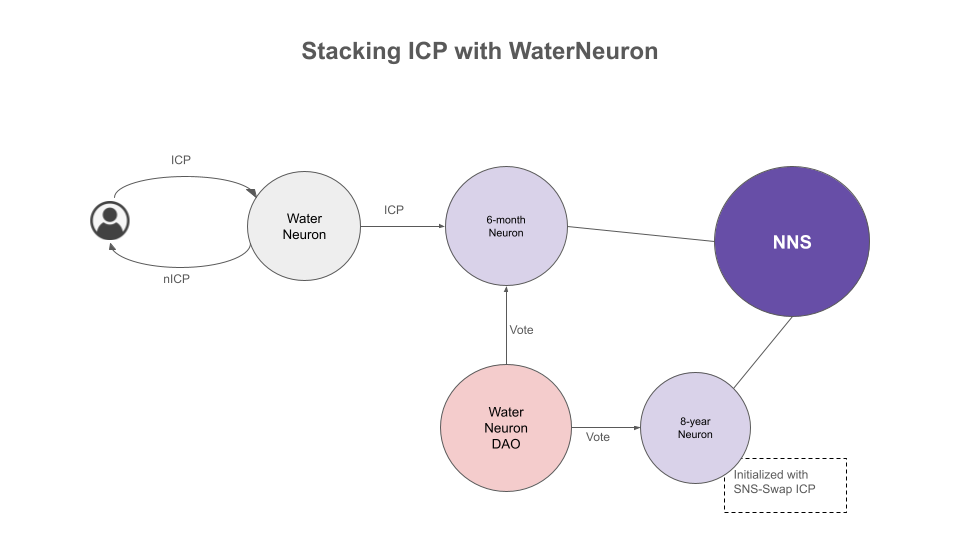 Stacking ICP with WaterNeuron
ICP
Water
Neuron
ICP
6-month
Neuron
NNS
nICP
Vote
Water
Neuron
DAO
Vote
8-year
Neuron
Initialized with
SNS-Swap ICP